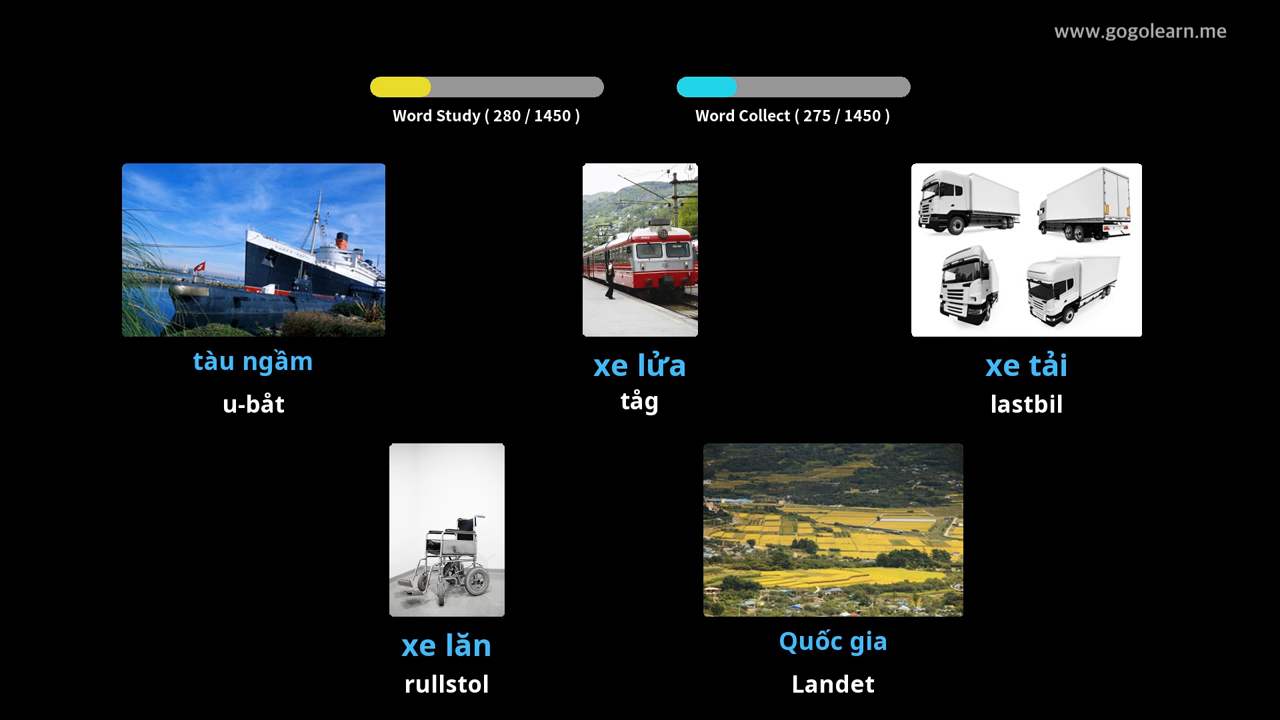 www.gogolearn.me
Word Study ( 280 / 1450 )
Word Collect ( 275 / 1450 )
tàu ngầm
xe lửa
xe tải
u-båt
tåg
lastbil
xe lăn
Quốc gia
rullstol
Landet